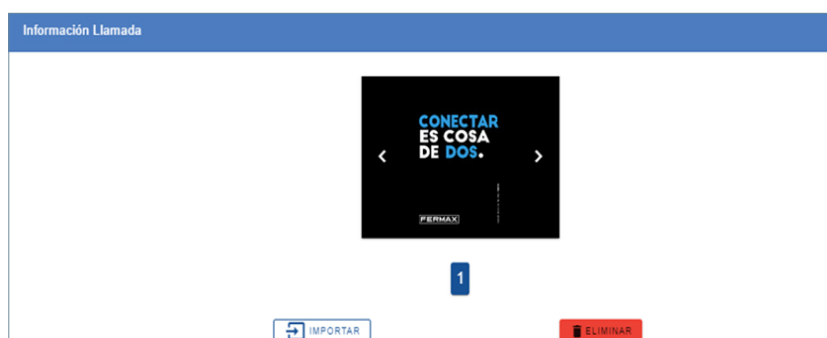 Información Llamada
CONECTAR
ES COSA
DE DOS.
FERMAX
1
IMPORTAR
ELIMINAR